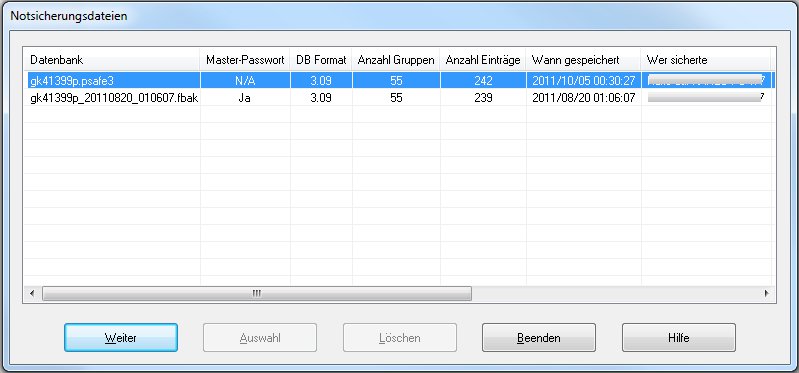 Notsicherungsdateien
Datenbank Master-Passwort DB Format Anzahl Gruppen Anzahl Einträge Wann gespeichert Wer sicherte
gk41399p.psafe3 N/A 3.09 55 242 2011/10/05 00:30:27
gk41399p_20110820_010607.fbak Ja 3.09 55 239 2011/08/20 01:06:07
Weiter Auswahl Löschen Beenden Hilfe